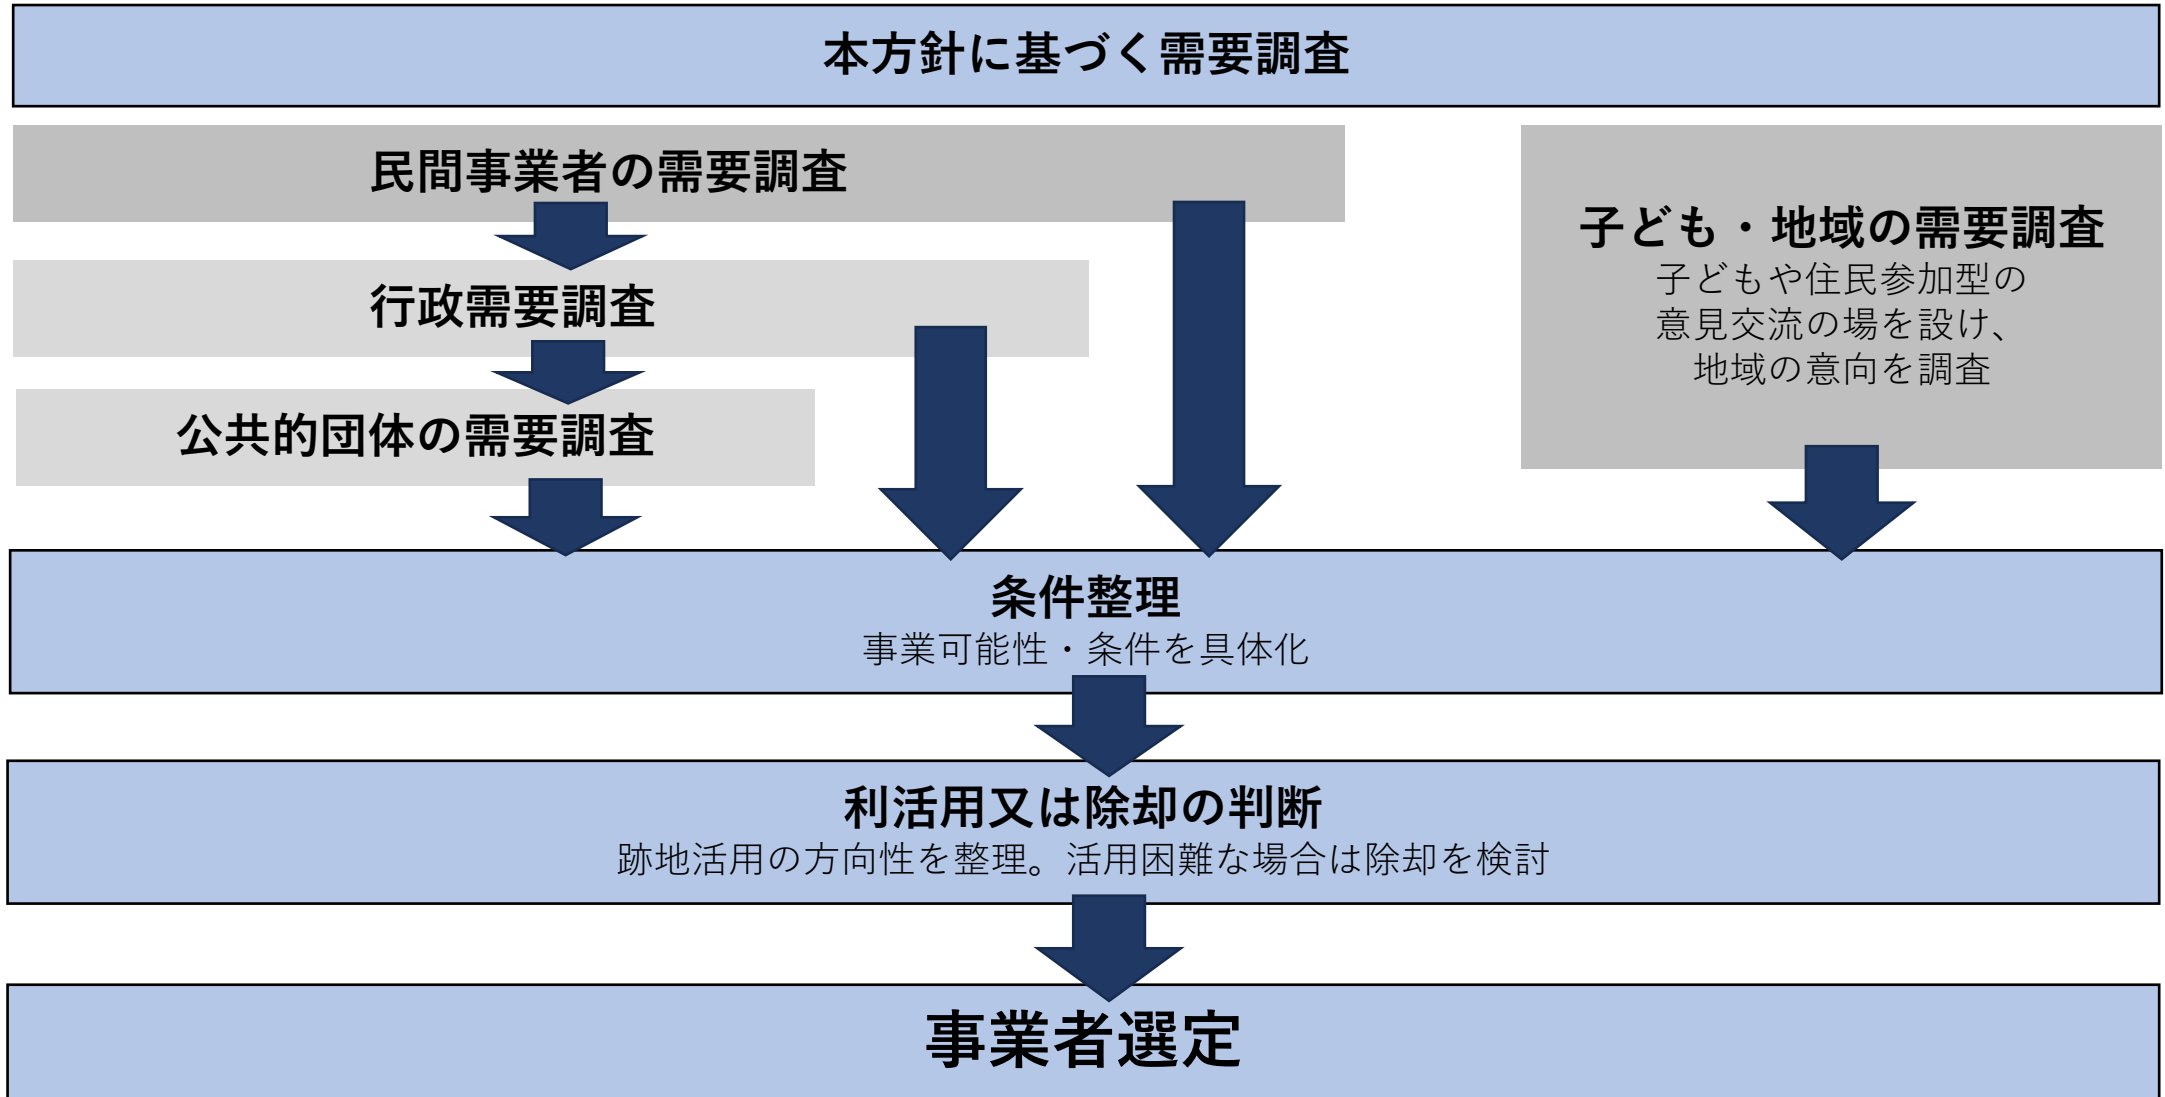 本方針に基づく需要調査
民間事業者の需要調査
行政需要調査
公共的団体の需要調査
子ども・地域の需要調査
子どもや住民参加型の
意見交流の場を設け、
地域の意向を調査
条件整理
事業可能性・条件を具体化
利活用又は除却の判断
跡地活用の方向性を整理。活用困難な場合は除却を検討
事業者選定